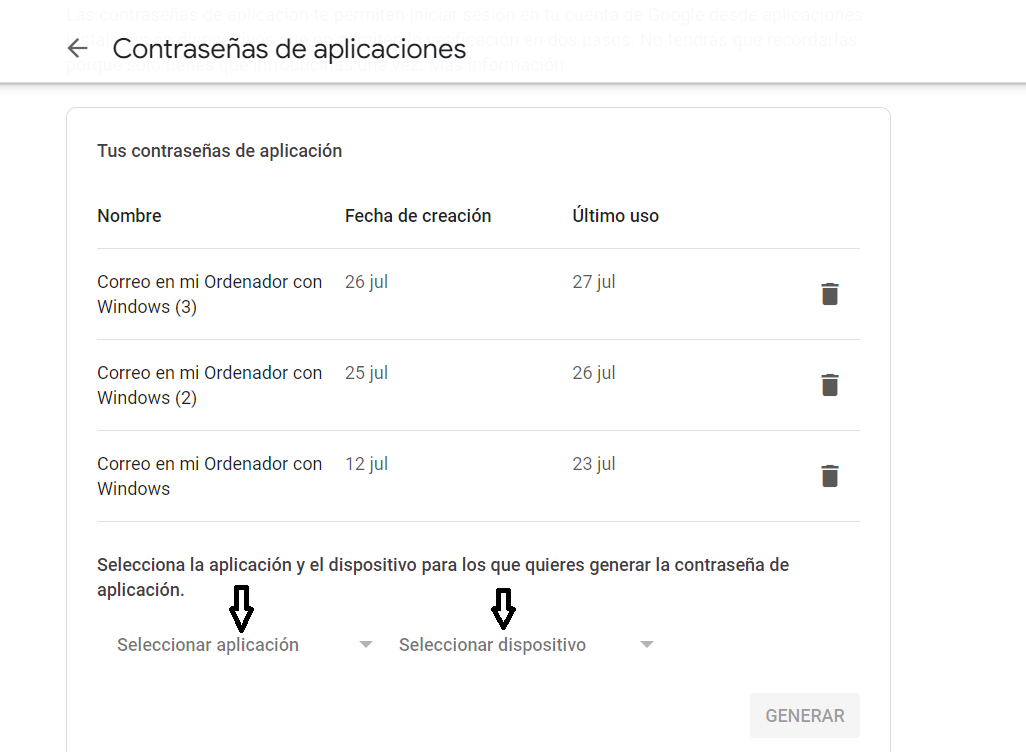 Las contraseñas de aplicación te permiten iniciar sesión en tu cuenta de Google desde aplicaciones
verificación en dos pasos. No tendrás que recordarlas
Contraseñas de aplicaciones
Tus contraseñas de aplicación
Nombre Fecha de creación Último uso
Correo en mi Ordenador con 26 jul 27 jul
Windows (3)
Correo en mi Ordenador con 25 jul 26 jul
Windows (2)
Correo en mi Ordenador con 12 jul 23 jul
Windows
Selecciona la aplicación y el dispositivo para los que quieres generar la contraseña de
aplicación.
Seleccionar aplicación Seleccionar dispositivo
GENERAR